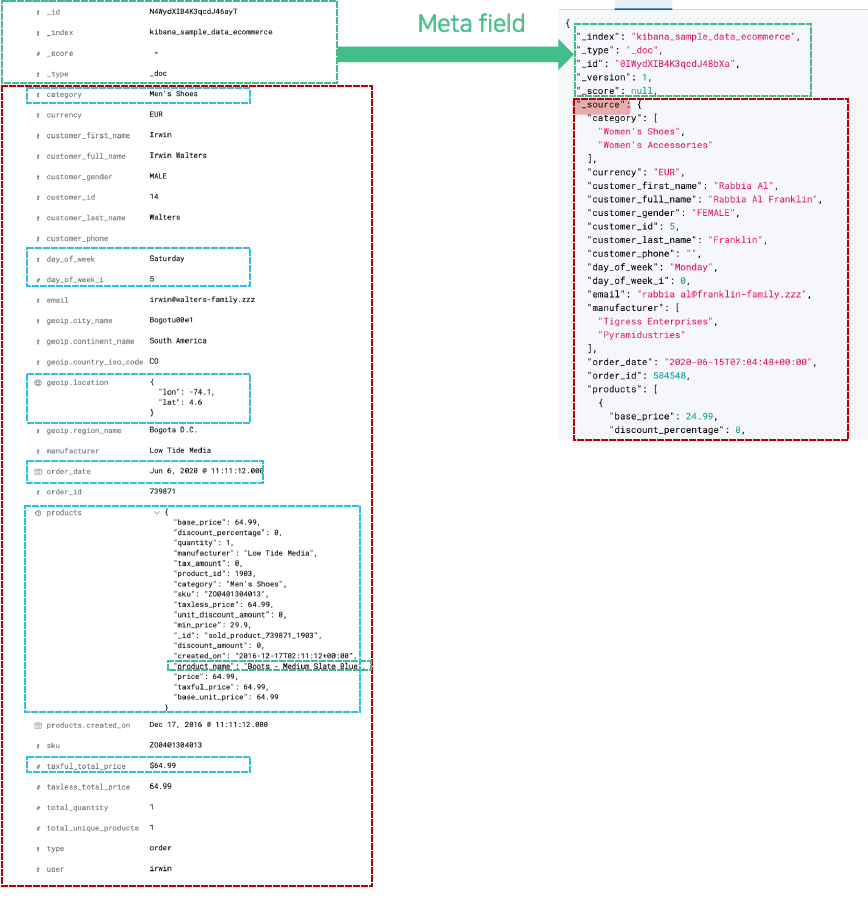 Meta field
t _id N4WydXIB4K3qcdJ46ayT
t _index kibana_sample_data_ecommerce
# _score -
t _type _doc
t category Men's Shoes
t currency EUR
t customer_first_name Irwin
t customer_full_name Irwin Walters
t customer_gender MALE
t customer_id 14
t customer_last_name Walters
t customer_phone
t day_of_week Saturday
# day_of_week_i 5
t email irwin@walters-family.zzz
t geoip.city_name Bogotu00e1
t geoip.continent_name South America
t geoip.country_iso_code CO
geoip.location {
"lon": -74.1,
"lat": 4.6
}
t geoip.region_name Bogota D.C.
t manufacturer Low Tide Media
order_date Jun 6, 2020 @ 11:11:12.000
t order_id 739871
products {
"base_price": 64.99,
"discount_percentage": 0,
"quantity": 1,
"manufacturer": "Low Tide Media",
"tax_amount": 0,
"product_id": 1903,
"category": "Men's Shoes",
"sku": "ZO0401304013",
"taxless_price": 64.99,
"unit_discount_amount": 0,
"min_price": 29.9,
"_id": "sold_product_739871_1903",
"discount_amount": 0,
"created_on": "2016-12-17T02:11:12+00:00",
"product_name": "Boots - Medium Slate Blue
"price": 64.99,
"taxful_price": 64.99,
"base_unit_price": 64.99
}
products.created_on Dec 17, 2016 @ 11:11:12.000
t sku ZO0401304013
# taxful_total_price $64.99
# taxless_total_price 64.99
# total_quantity 1
# total_unique_products 1
t type order
t user irwin
{
"_index": "kibana_sample_data_ecommerce",
"_type": "_doc",
"_id": "0IWydXIB4K3qcdJ48bXa",
"_version": 1,
"_score": null,
"_source": {
"category": [
"Women's Shoes",
"Women's Accessories"
],
"currency": "EUR",
"customer_first_name": "Rabbia Al",
"customer_full_name": "Rabbia Al Franklin",
"customer_gender": "FEMALE",
"customer_id": 5,
"customer_last_name": "Franklin",
"customer_phone": "",
"day_of_week": "Monday",
"day_of_week_i": 0,
"email": "rabbia al@franklin-family.zzz",
"manufacturer": [
"Tigress Enterprises",
"Pyramidustries"
],
"order_date": "2020-06-15T07:04:48+00:00",
"order_id": 584548,
"products": [
{
"base_price": 24.99,
"discount_percentage": 0,